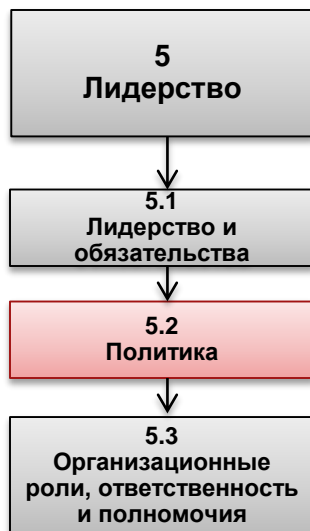 5
Лидерство
5.1
Лидерство и
обязательства
5.2
Политика
5.3
Организационные
роли, ответственность
и полномочия